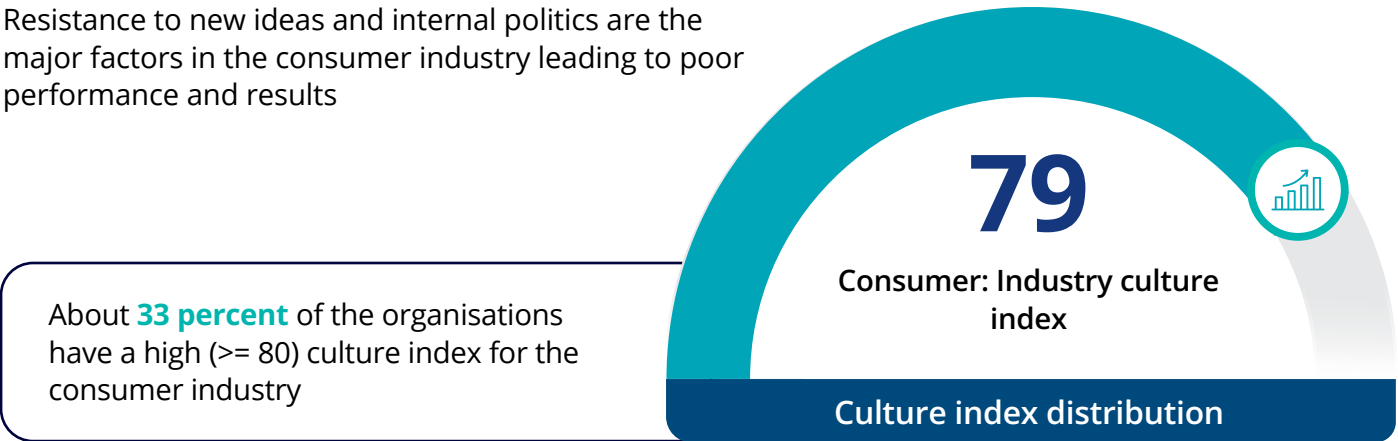 Resistance to new ideas and internal politics are the
major factors in the consumer industry leading to poor
performance and results
79
Consumer: Industry culture
index
About 33 percent of the organisations
have a high (>= 80) culture index for the
consumer industry
Culture index distribution